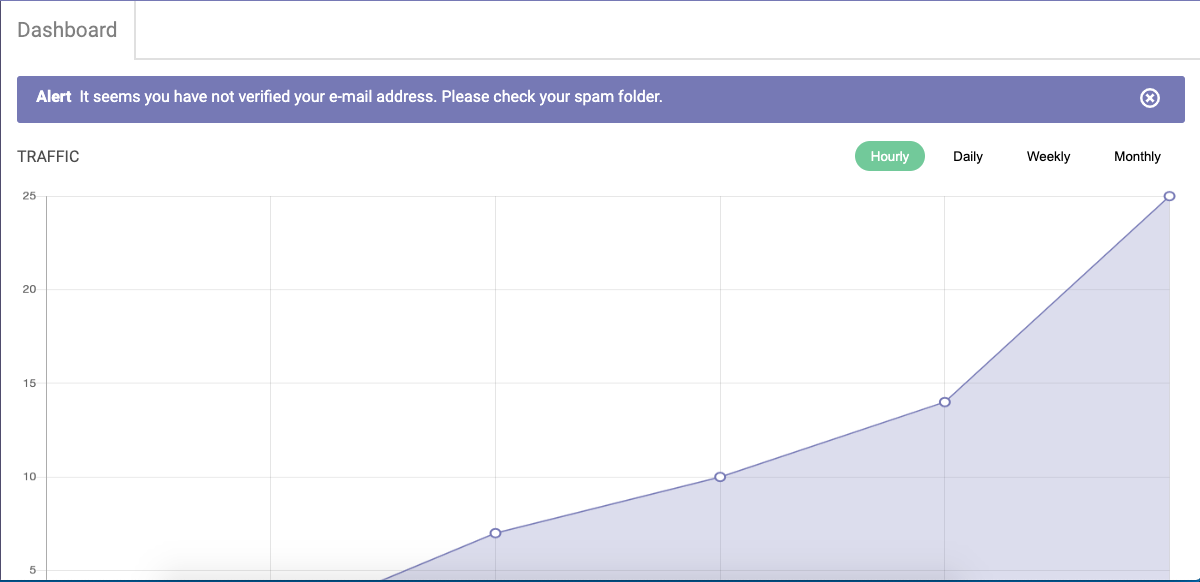 Dashboard
Alert It seems you have not verified your e-mail address. Please check your spam folder.
TRAFFIC
Hourly Daily Weekly Monthly
25
20
15
10
5